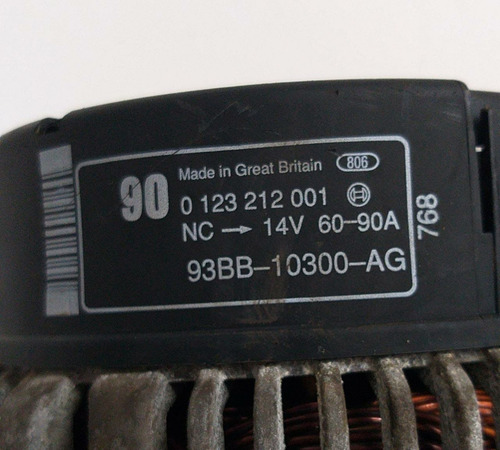 90 Made in Great Britain 806
0 123 212 001
NC → 14V 60-90A
93BB-10300-AG
768